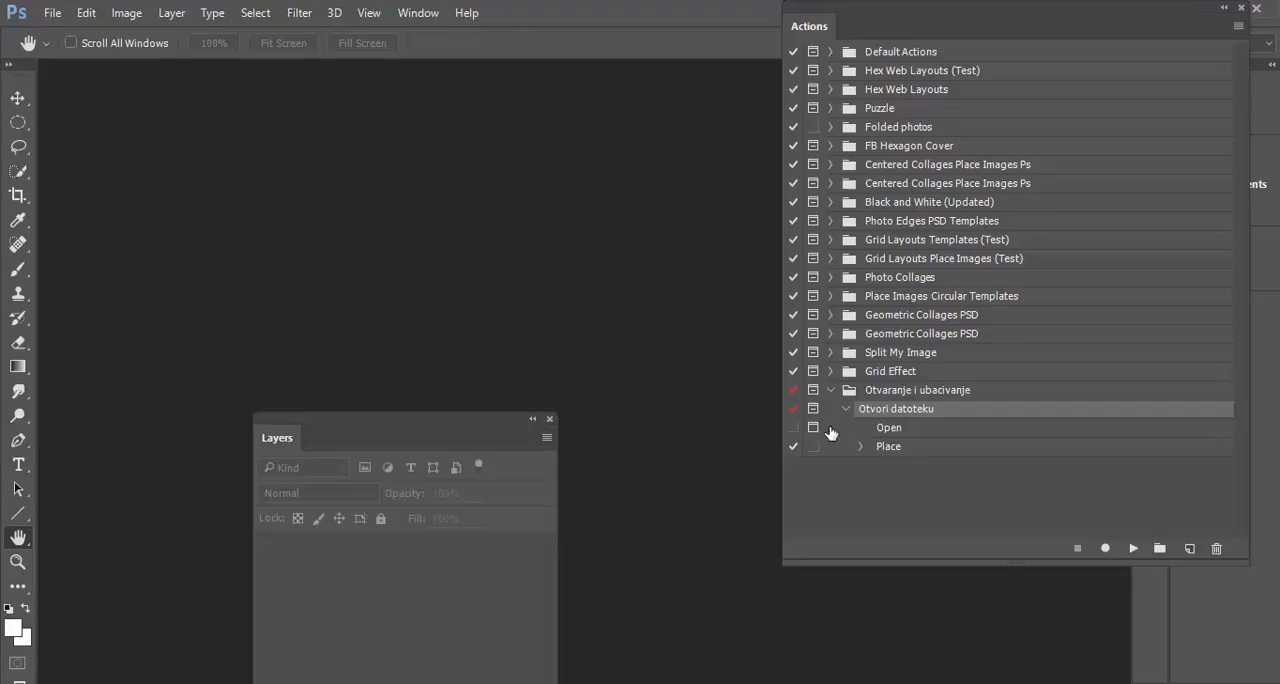 Ps File Edit Image Layer Type Select Filter 3D View Window Help
Scroll All Windows 100% Fit Screen Fill Screen
Actions
Default Actions
Hex Web Layouts (Test)
Hex Web Layouts
Puzzle
Folded photos
FB Hexagon Cover
Centered Collages Place Images Ps
Centered Collages Place Images Ps
Black and White (Updated)
Photo Edges PSD Templates
Grid Layouts Templates (Test)
Grid Layouts Place Images (Test)
Photo Collages
Place Images Circular Templates
Geometric Collages PSD
Geometric Collages PSD
Split My Image
Grid Effect
Otvaranje i ubacivanje
Otvori datoteku
Open
Place
ents
Layers
Kind
Normal Opacity: 100%
Lock: Fill: 100%